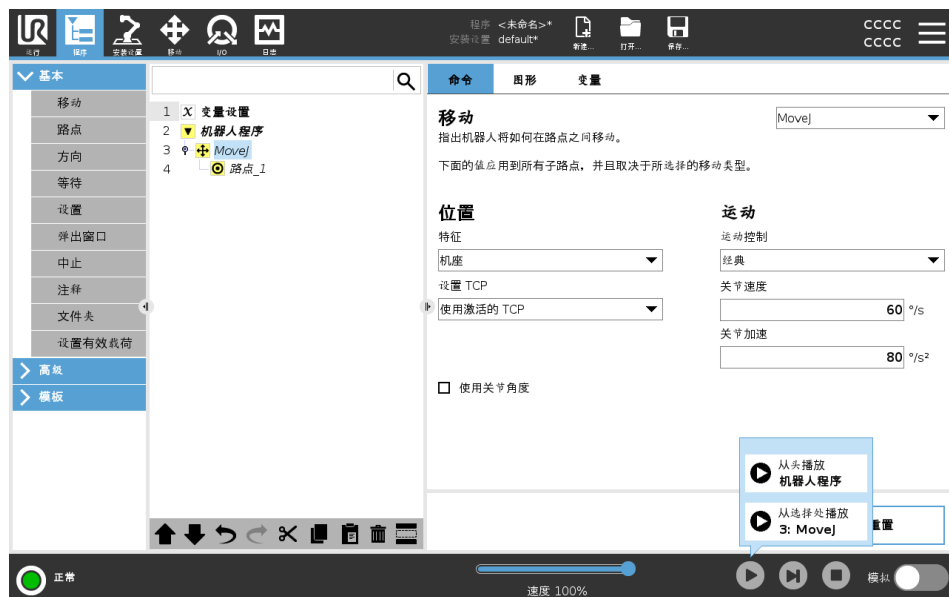 UR
运行
程序
安装设置
移动
I/O
日志
程序 <未命名>*
安装设置 default*
新建...
打开...
保存...
CCCC
CCCC
基本
移动
路点
方向
等待
设置
弹出窗口
中止
注释
文件夹
设置有效载荷
高级
模板
1 X 变量设置
2 机器人程序
3 MoveJ
4 路点_1
命令 图形 变量
移动
MoveJ
指出机器人将如何在路点之间移动。
下面的值应用到所有子路点，并且取决于所选择的移动类型。
位置
特征
机座
设置 TCP
使用激活的 TCP
使用关节角度
运动
运动控制
经典
关节速度
60 °/s
关节加速
80 °/s²
从头播放
机器人程序
从选择处播放
3: MoveJ
重置
正常
速度 100%
模拟